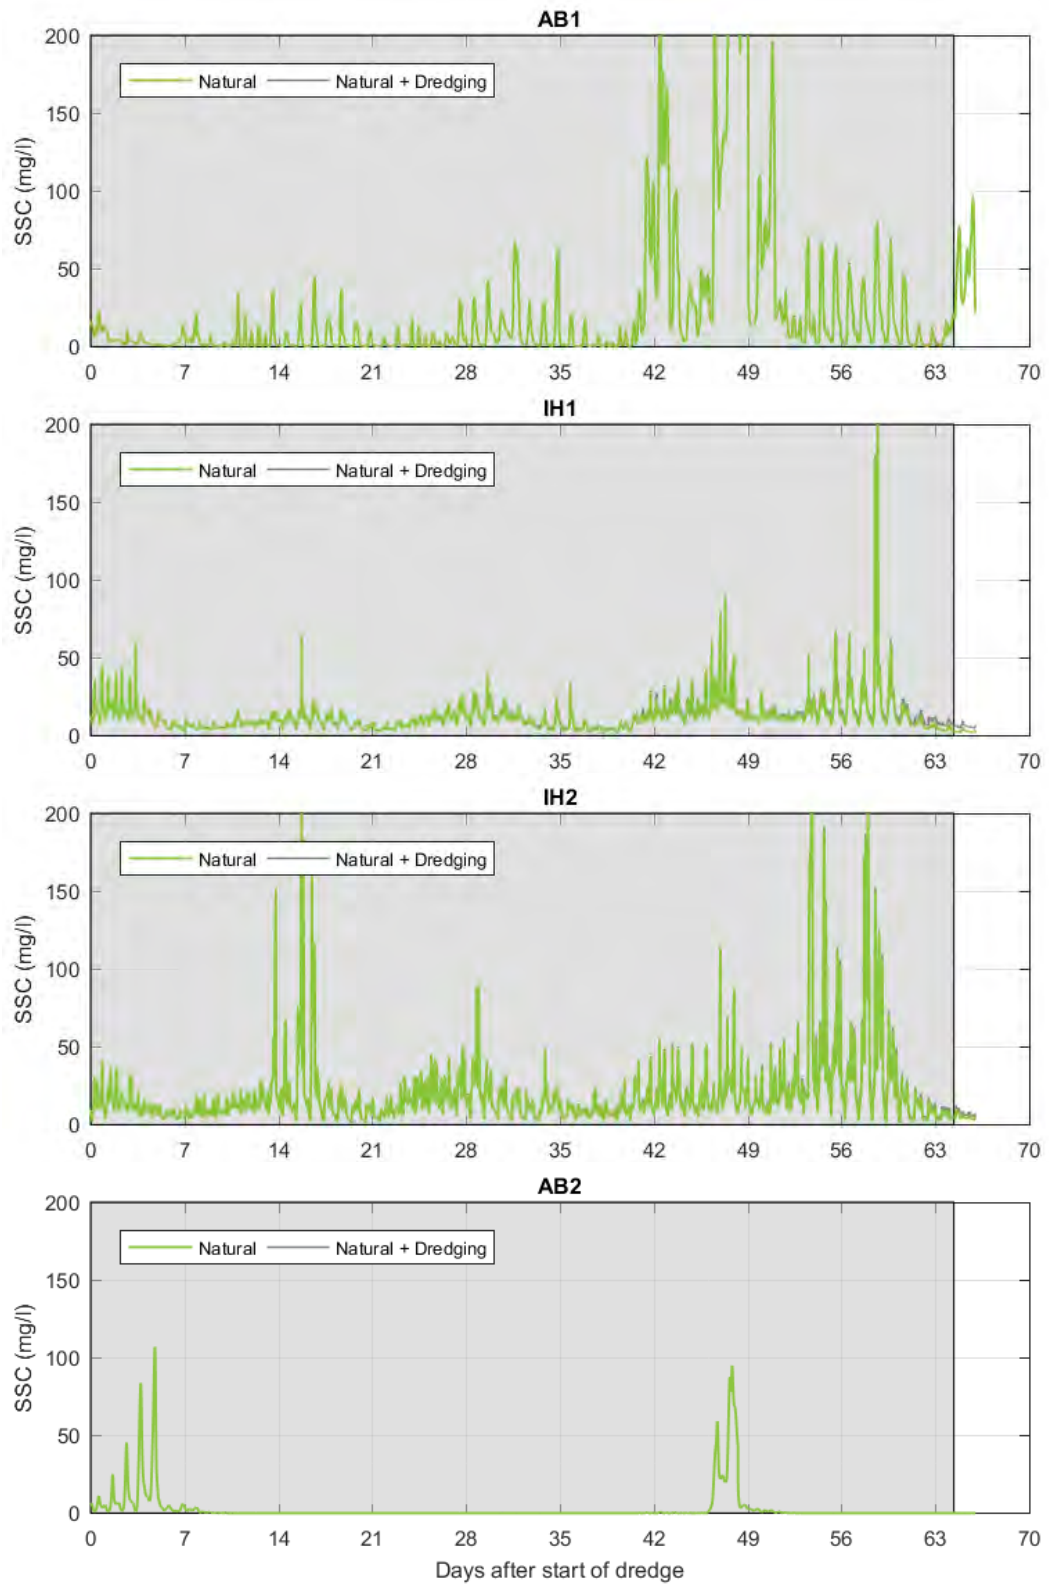 AB1
200
150
100
50
0
SSC (mg/l)
Natural
Natural + Dredging
0 7 14 21 28 35 42 49 56 63 70
IH1
200
150
100
50
0
SSC (mg/l)
Natural
Natural + Dredging
0 7 14 21 28 35 42 49 56 63 70
IH2
200
150
100
50
0
SSC (mg/l)
Natural
Natural + Dredging
0 7 14 21 28 35 42 49 56 63 70
AB2
200
150
100
50
0
SSC (mg/l)
Natural
Natural + Dredging
0 7 14 21 28 35 42 49 56 63 70
Days after start of dredge